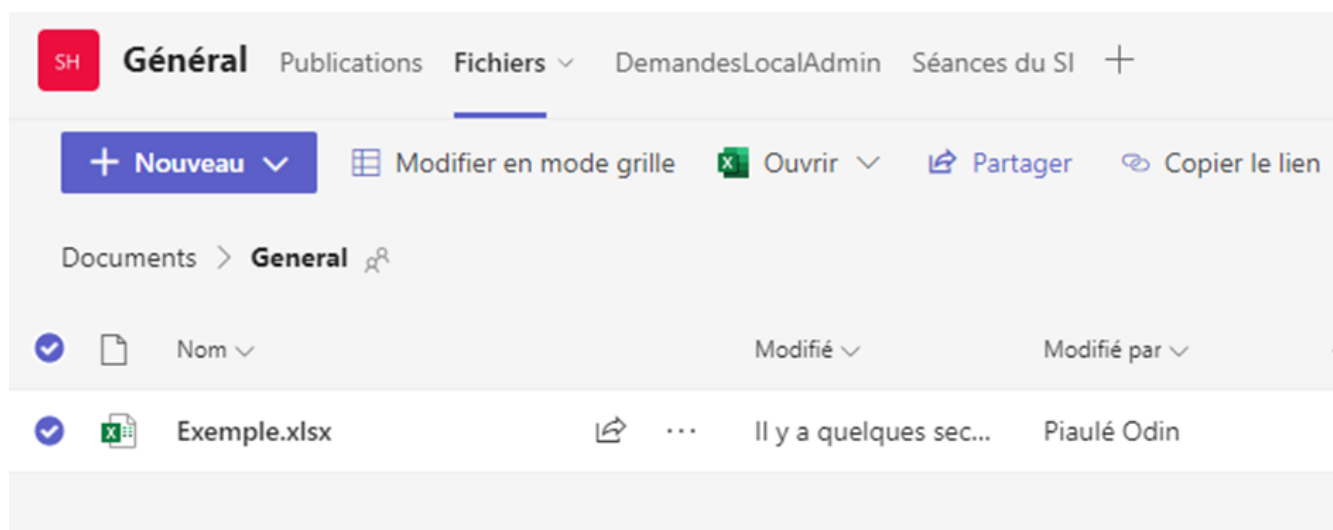 SH Général Publications Fichiers DemandesLocalAdmin Séances du SI
Nouveau Modifier en mode grille Ouvrir Partager Copier le lien
Documents > General
Nom Modifié Modifié par
Exemple.xlsx ... Il y a quelques sec... Piaulé Odin